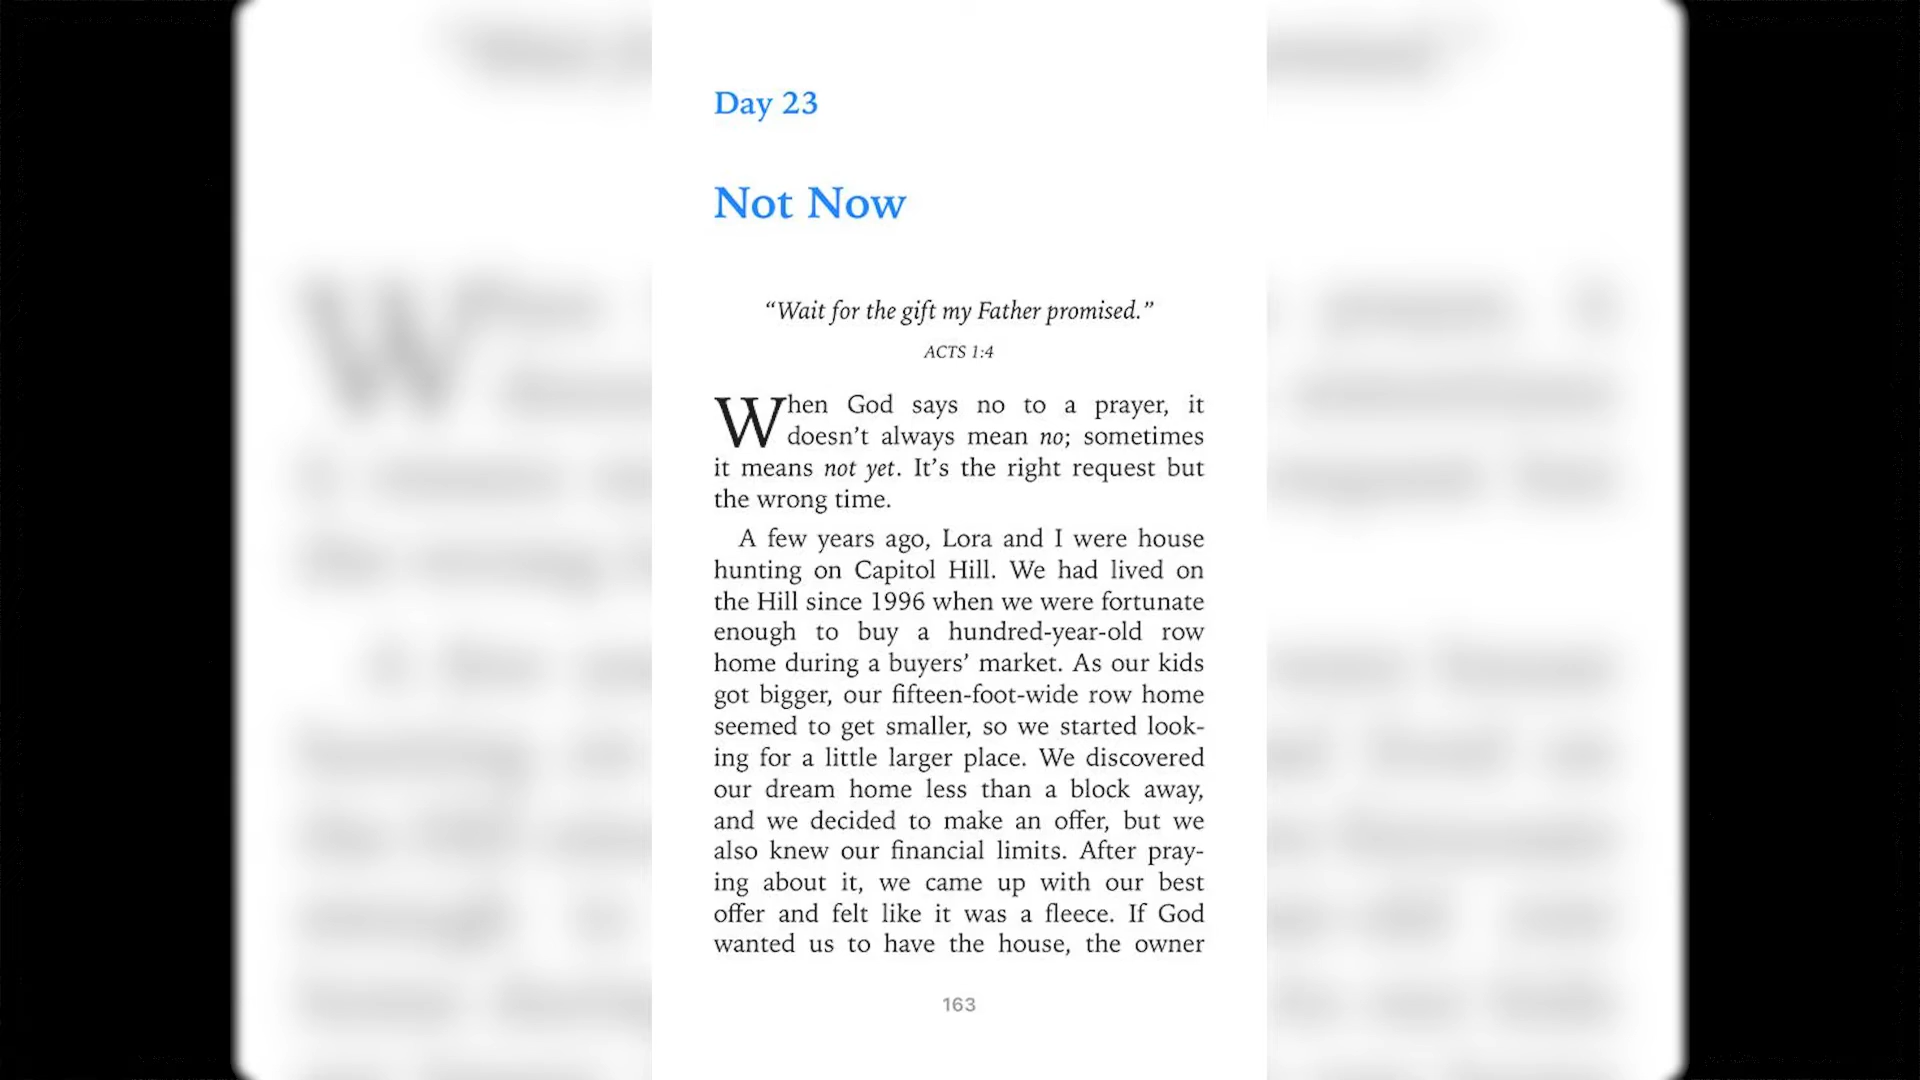 Day 23
Not Now
“Wait for the gift my Father promised.”
ACTS 1:4
When God says no to a prayer, it
doesn’t always mean no; sometimes
it means not yet. It’s the right request but
the wrong time.
A few years ago, Lora and I were house
hunting on Capitol Hill. We had lived on
the Hill since 1996 when we were fortunate
enough to buy a hundred-year-old row
home during a buyers’ market. As our kids
got bigger, our fifteen-foot-wide row home
seemed to get smaller, so we started look-
ing for a little larger place. We discovered
our dream home less than a block away,
and we decided to make an offer, but we
also knew our financial limits. After pray-
ing about it, we came up with our best
offer and felt like it was a fleece. If God
wanted us to have the house, the owner
163